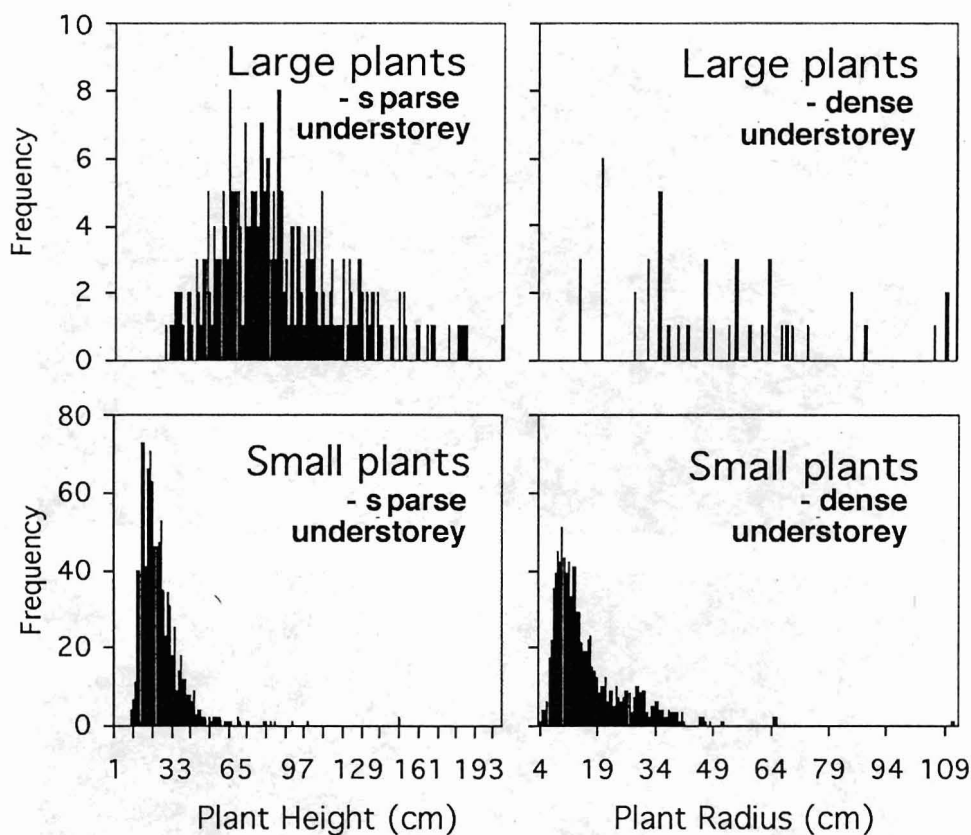 10
8
6
4
2
0
Frequency
Large plants
- sparse
understorey
Large plants
- dense
understorey
80
60
40
20
0
Frequency
Small plants
- sparse
understorey
Small plants
- dense
understorey
1 33 65 97 129 161 193
Plant Height (cm)
4 19 34 49 64 79 94 109
Plant Radius (cm)